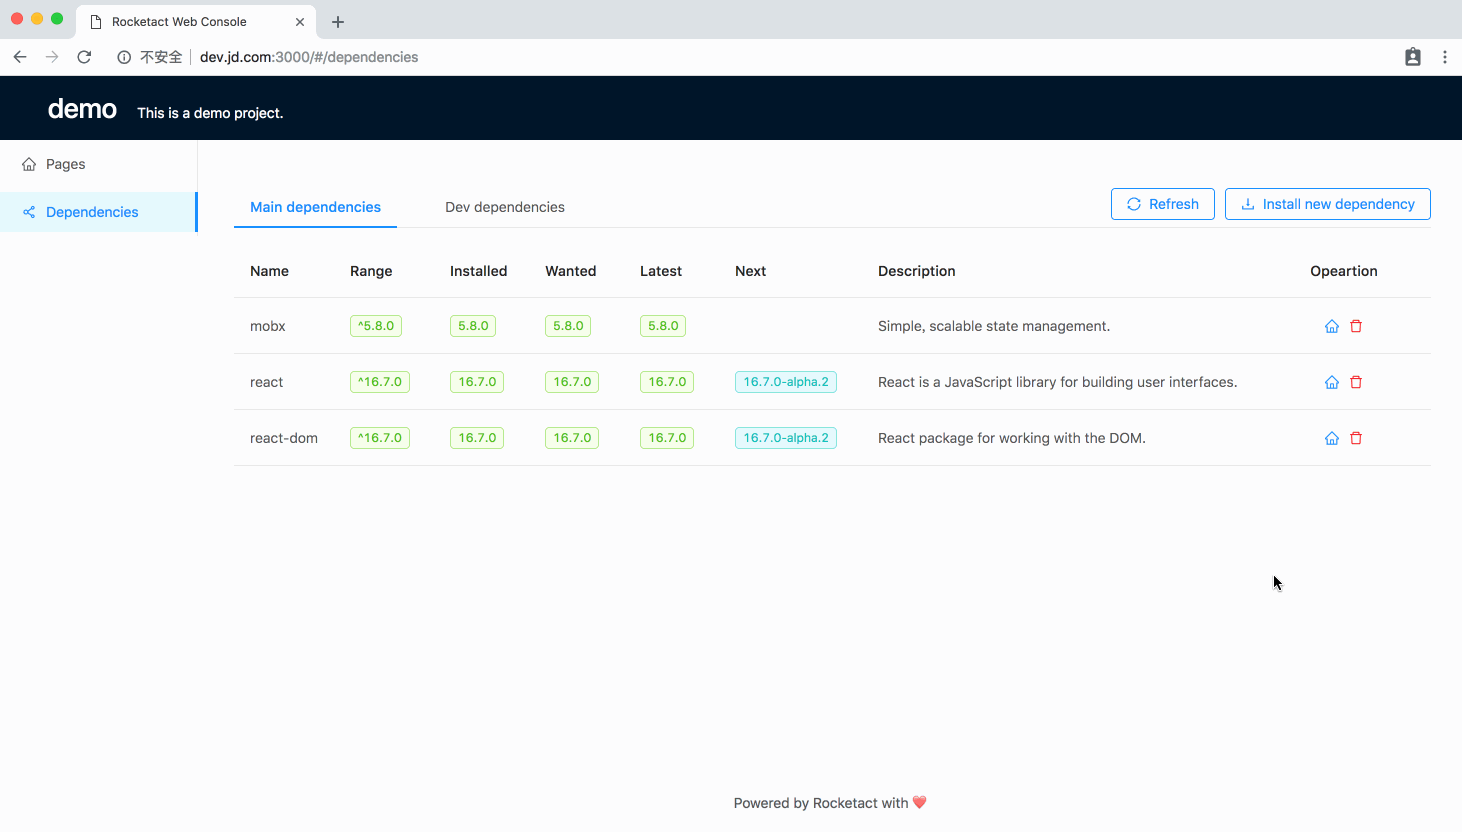 Rocketact Web Console
不安全 dev.jd.com:3000/#/dependencies
demo This is a demo project.
Pages
Dependencies
Main dependencies Dev dependencies Refresh Install new dependency
Name Range Installed Wanted Latest Next Description Opeartion
mobx ^5.8.0 5.8.0 5.8.0 5.8.0 Simple, scalable state management.
react ^16.7.0 16.7.0 16.7.0 16.7.0 16.7.0-alpha.2 React is a JavaScript library for building user interfaces.
react-dom ^16.7.0 16.7.0 16.7.0 16.7.0 16.7.0-alpha.2 React package for working with the DOM.
Powered by Rocketact with ❤️